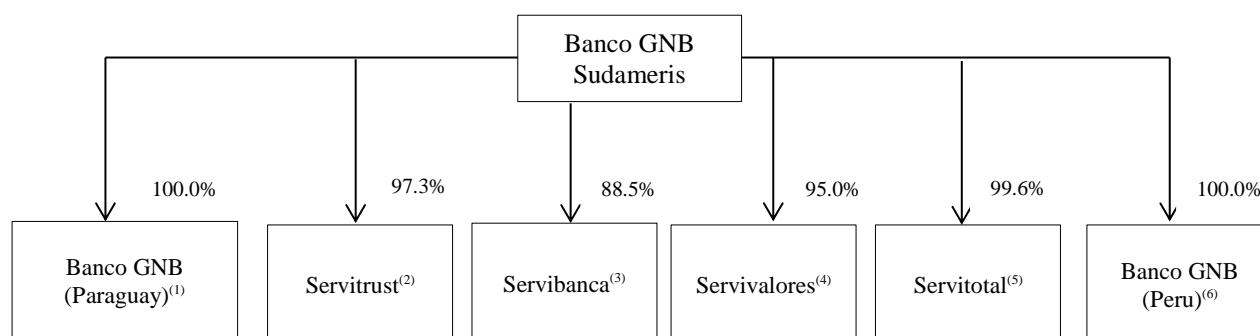 Banco GNB
Sudameris
100.0%
97.3%
88.5%
95.0%
99.6%
100.0%
Banco GNB
(Paraguay)(1)
Servitrust(2)
Servibanca(3)
Servivalores(4)
Servitotal(5)
Banco GNB
(Peru)(6)